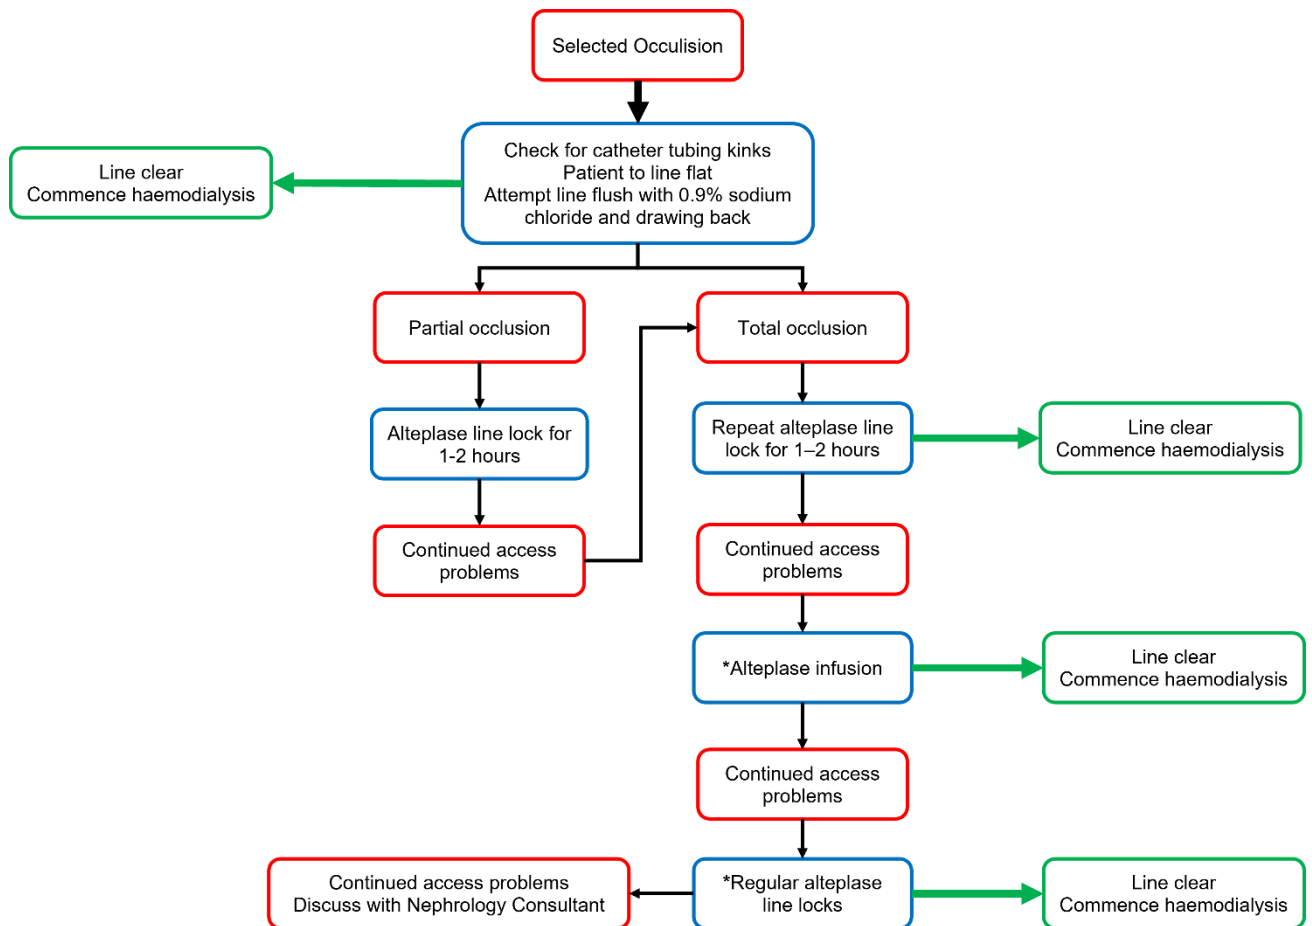 Selected Occulision
Check for catheter tubing kinks
Patient to line flat
Attempt line flush with 0.9% sodium
chloride and drawing back
Line clear
Commence haemodialysis
Partial occlusion
Total occlusion
Alteplase line lock for
1-2 hours
Repeat alteplase line
lock for 1–2 hours
Line clear
Commence haemodialysis
Continued access
problems
Continued access
problems
*Alteplase infusion
Line clear
Commence haemodialysis
Continued access
problems
Continued access problems
Discuss with Nephrology Consultant
*Regular alteplase
line locks
Line clear
Commence haemodialysis